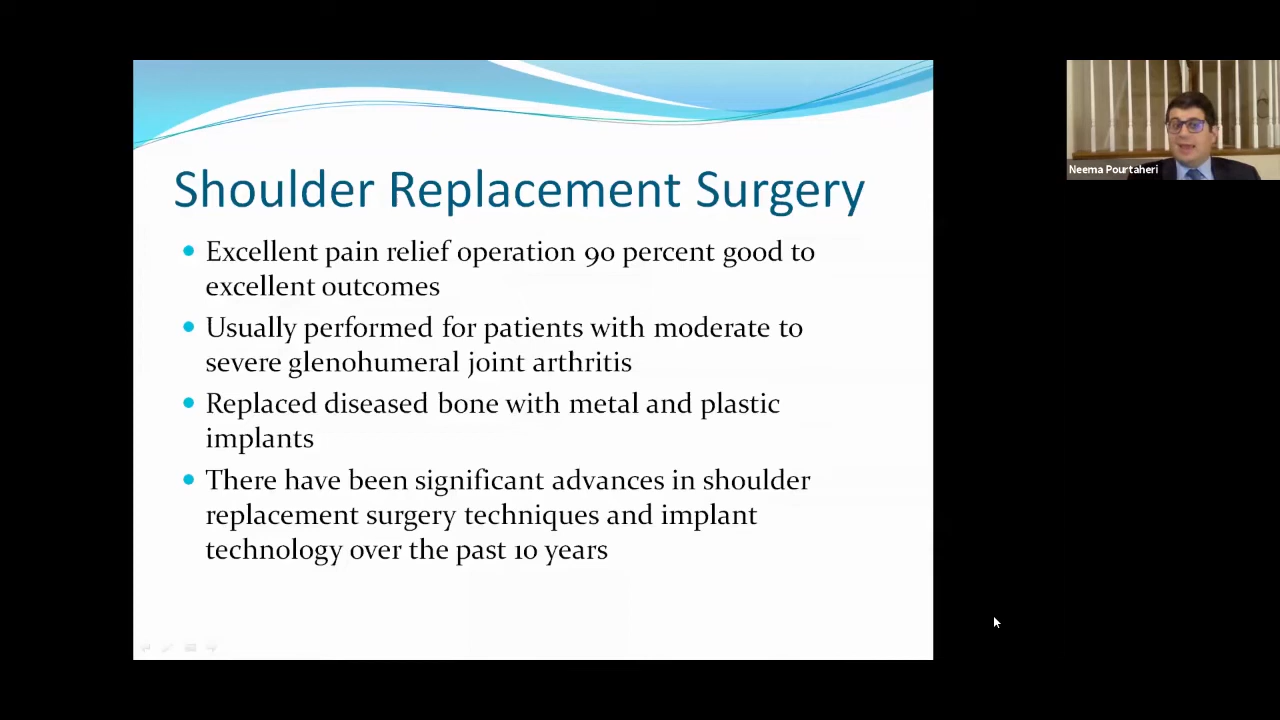 Shoulder Replacement Surgery
Excellent pain relief operation 90 percent good to
excellent outcomes
Usually performed for patients with moderate to
severe glenohumeral joint arthritis
Replaced diseased bone with metal and plastic
implants
There have been significant advances in shoulder
replacement surgery techniques and implant
technology over the past 10 years
Neema Pourtaheri